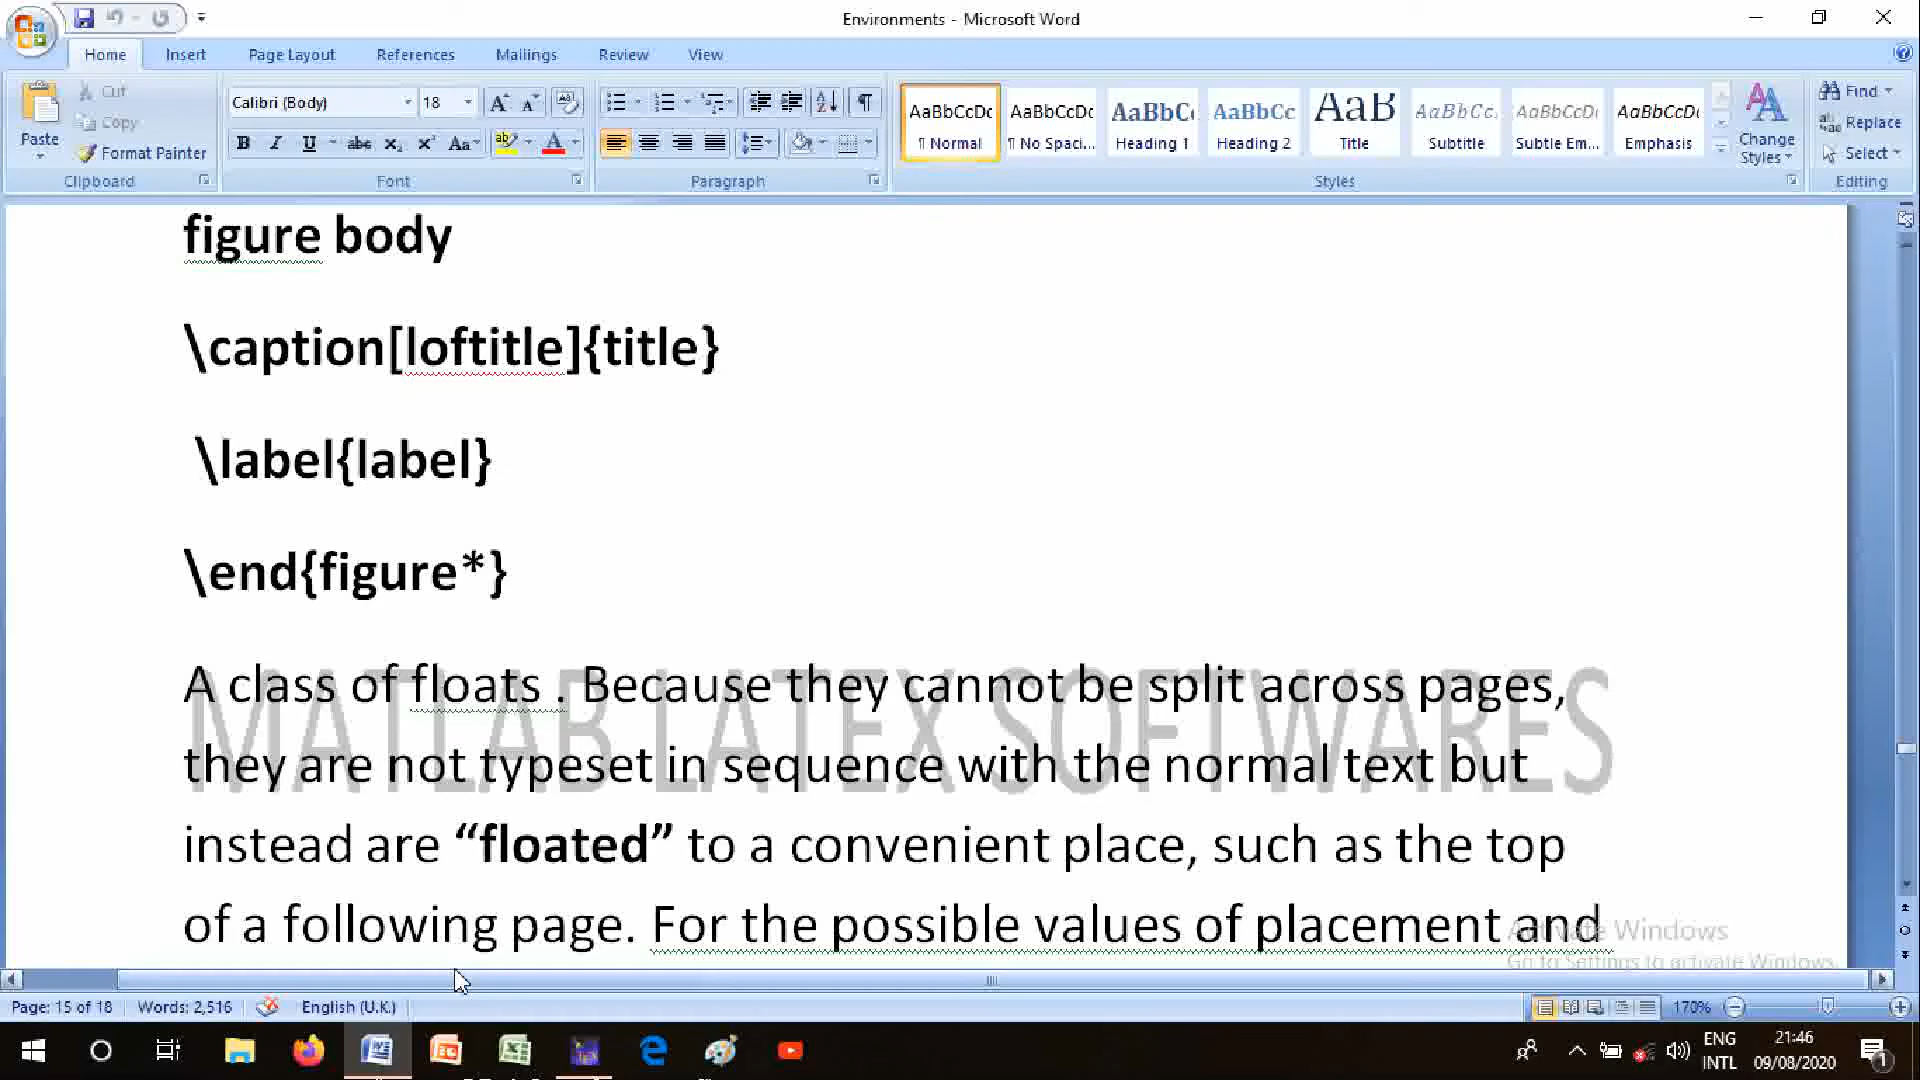 Environments - Microsoft Word
Home Insert Page Layout References Mailings Review View
Paste
Cut
Copy
Format Painter
Clipboard
Calibri (Body) 18
Font
Paragraph
AaBbCcDc AaBbCcDc AaBbC AaBbCc AaB AaBbCc. AaBbCcDc AaBbCcDc
¶ Normal ¶ No Spaci... Heading 1 Heading 2 Title Subtitle Subtle Em... Emphasis
Change
Styles
Styles
Find
Replace
Select
Editing
figure body
\caption[loftitle]{title}
\label{label}
\end{figure*}
A class of floats . Because they cannot be split across pages,
they are not typeset in sequence with the normal text but
instead are “floated” to a convenient place, such as the top
of a following page. For the possible values of placement and
MATLAB LATEX SOFTWARES
Activate Windows
Go to Settings to activate Windows.
Page: 15 of 18 Words: 2,516 English (U.K.) 170%
ENG
INTL
21:46
09/08/2020
1